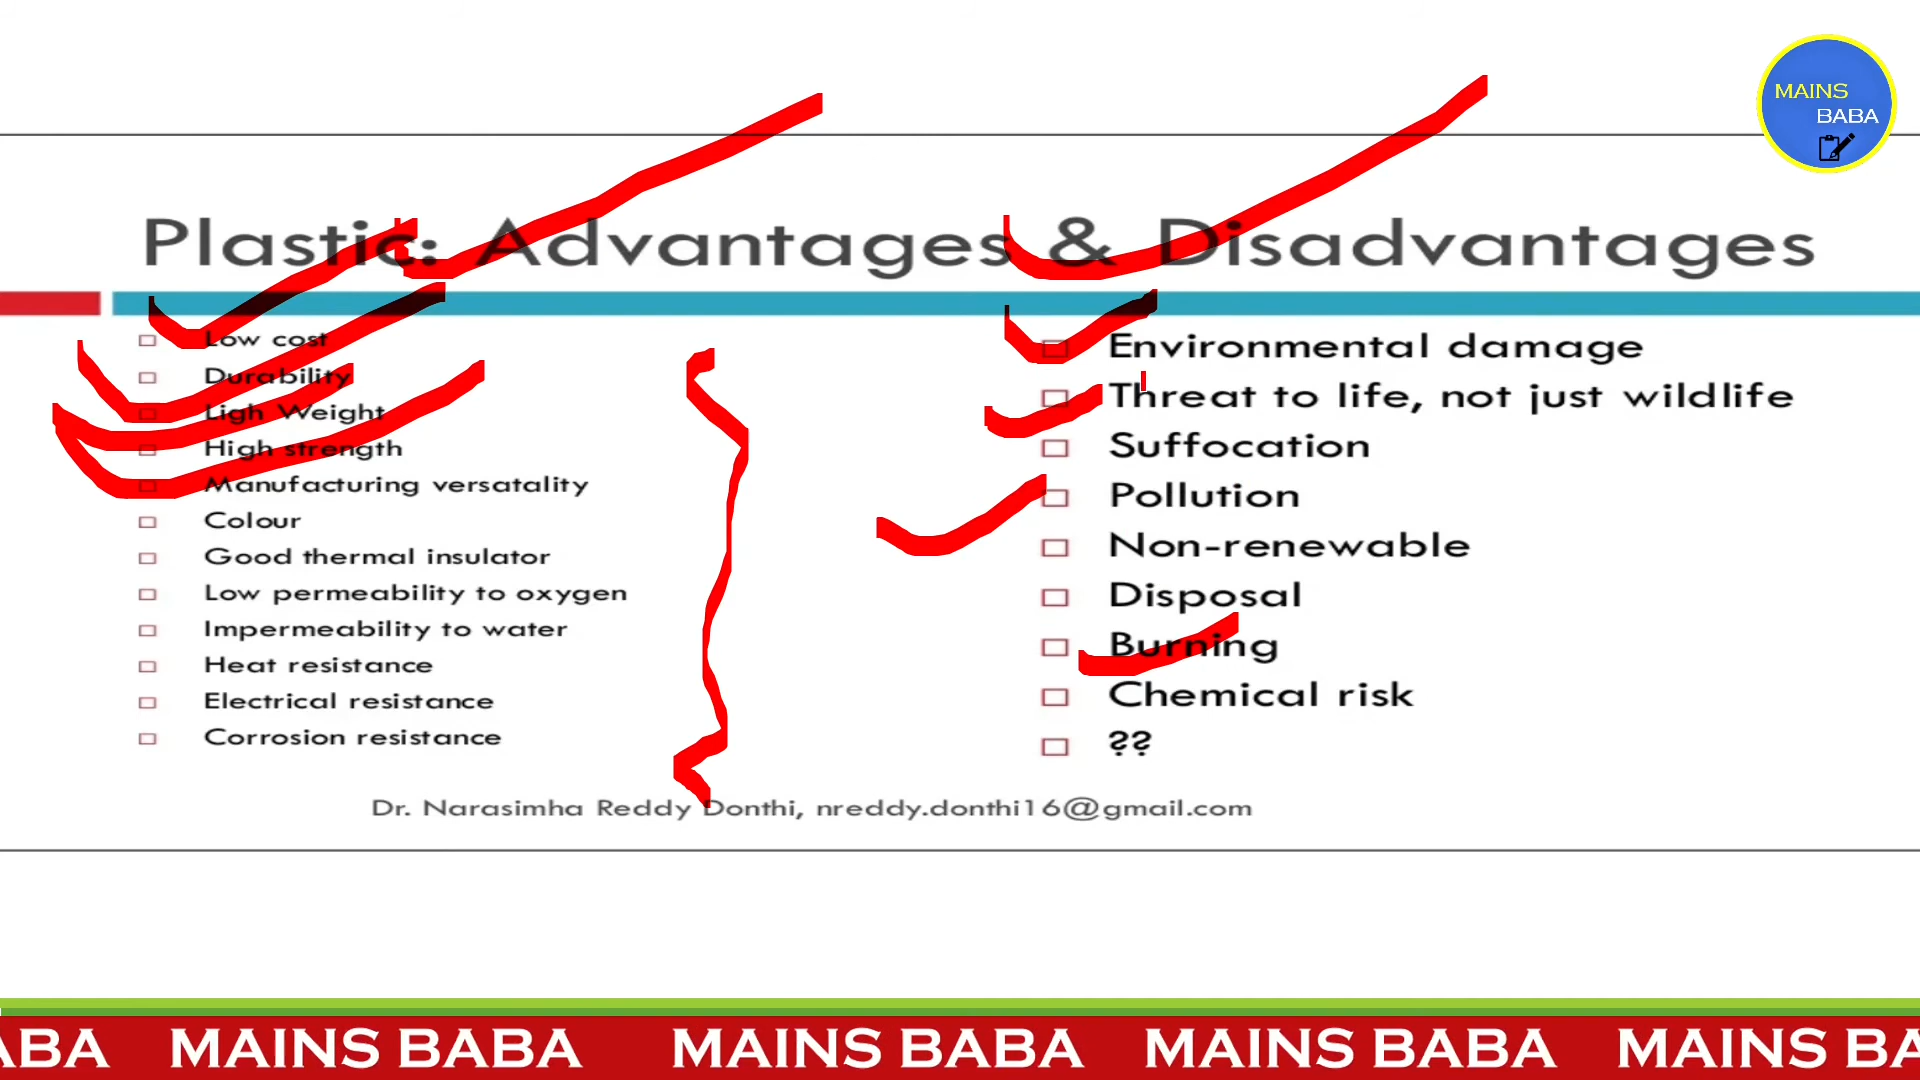 MAINS
BABA
Plastic: Advantages & Disadvantages
Low cost
Durability
Ligh Weight
High strength
Manufacturing versatality
Colour
Good thermal insulator
Low permeability to oxygen
Impermeability to water
Heat resistance
Electrical resistance
Corrosion resistance
Environmental damage
Threat to life, not just wildlife
Suffocation
Pollution
Non-renewable
Disposal
Burning
Chemical risk
??
Dr. Narasimha Reddy Donthi, nreddy.donthi16@gmail.com
ABA MAINS BABA MAINS BABA MAINS BABA MAINS BA